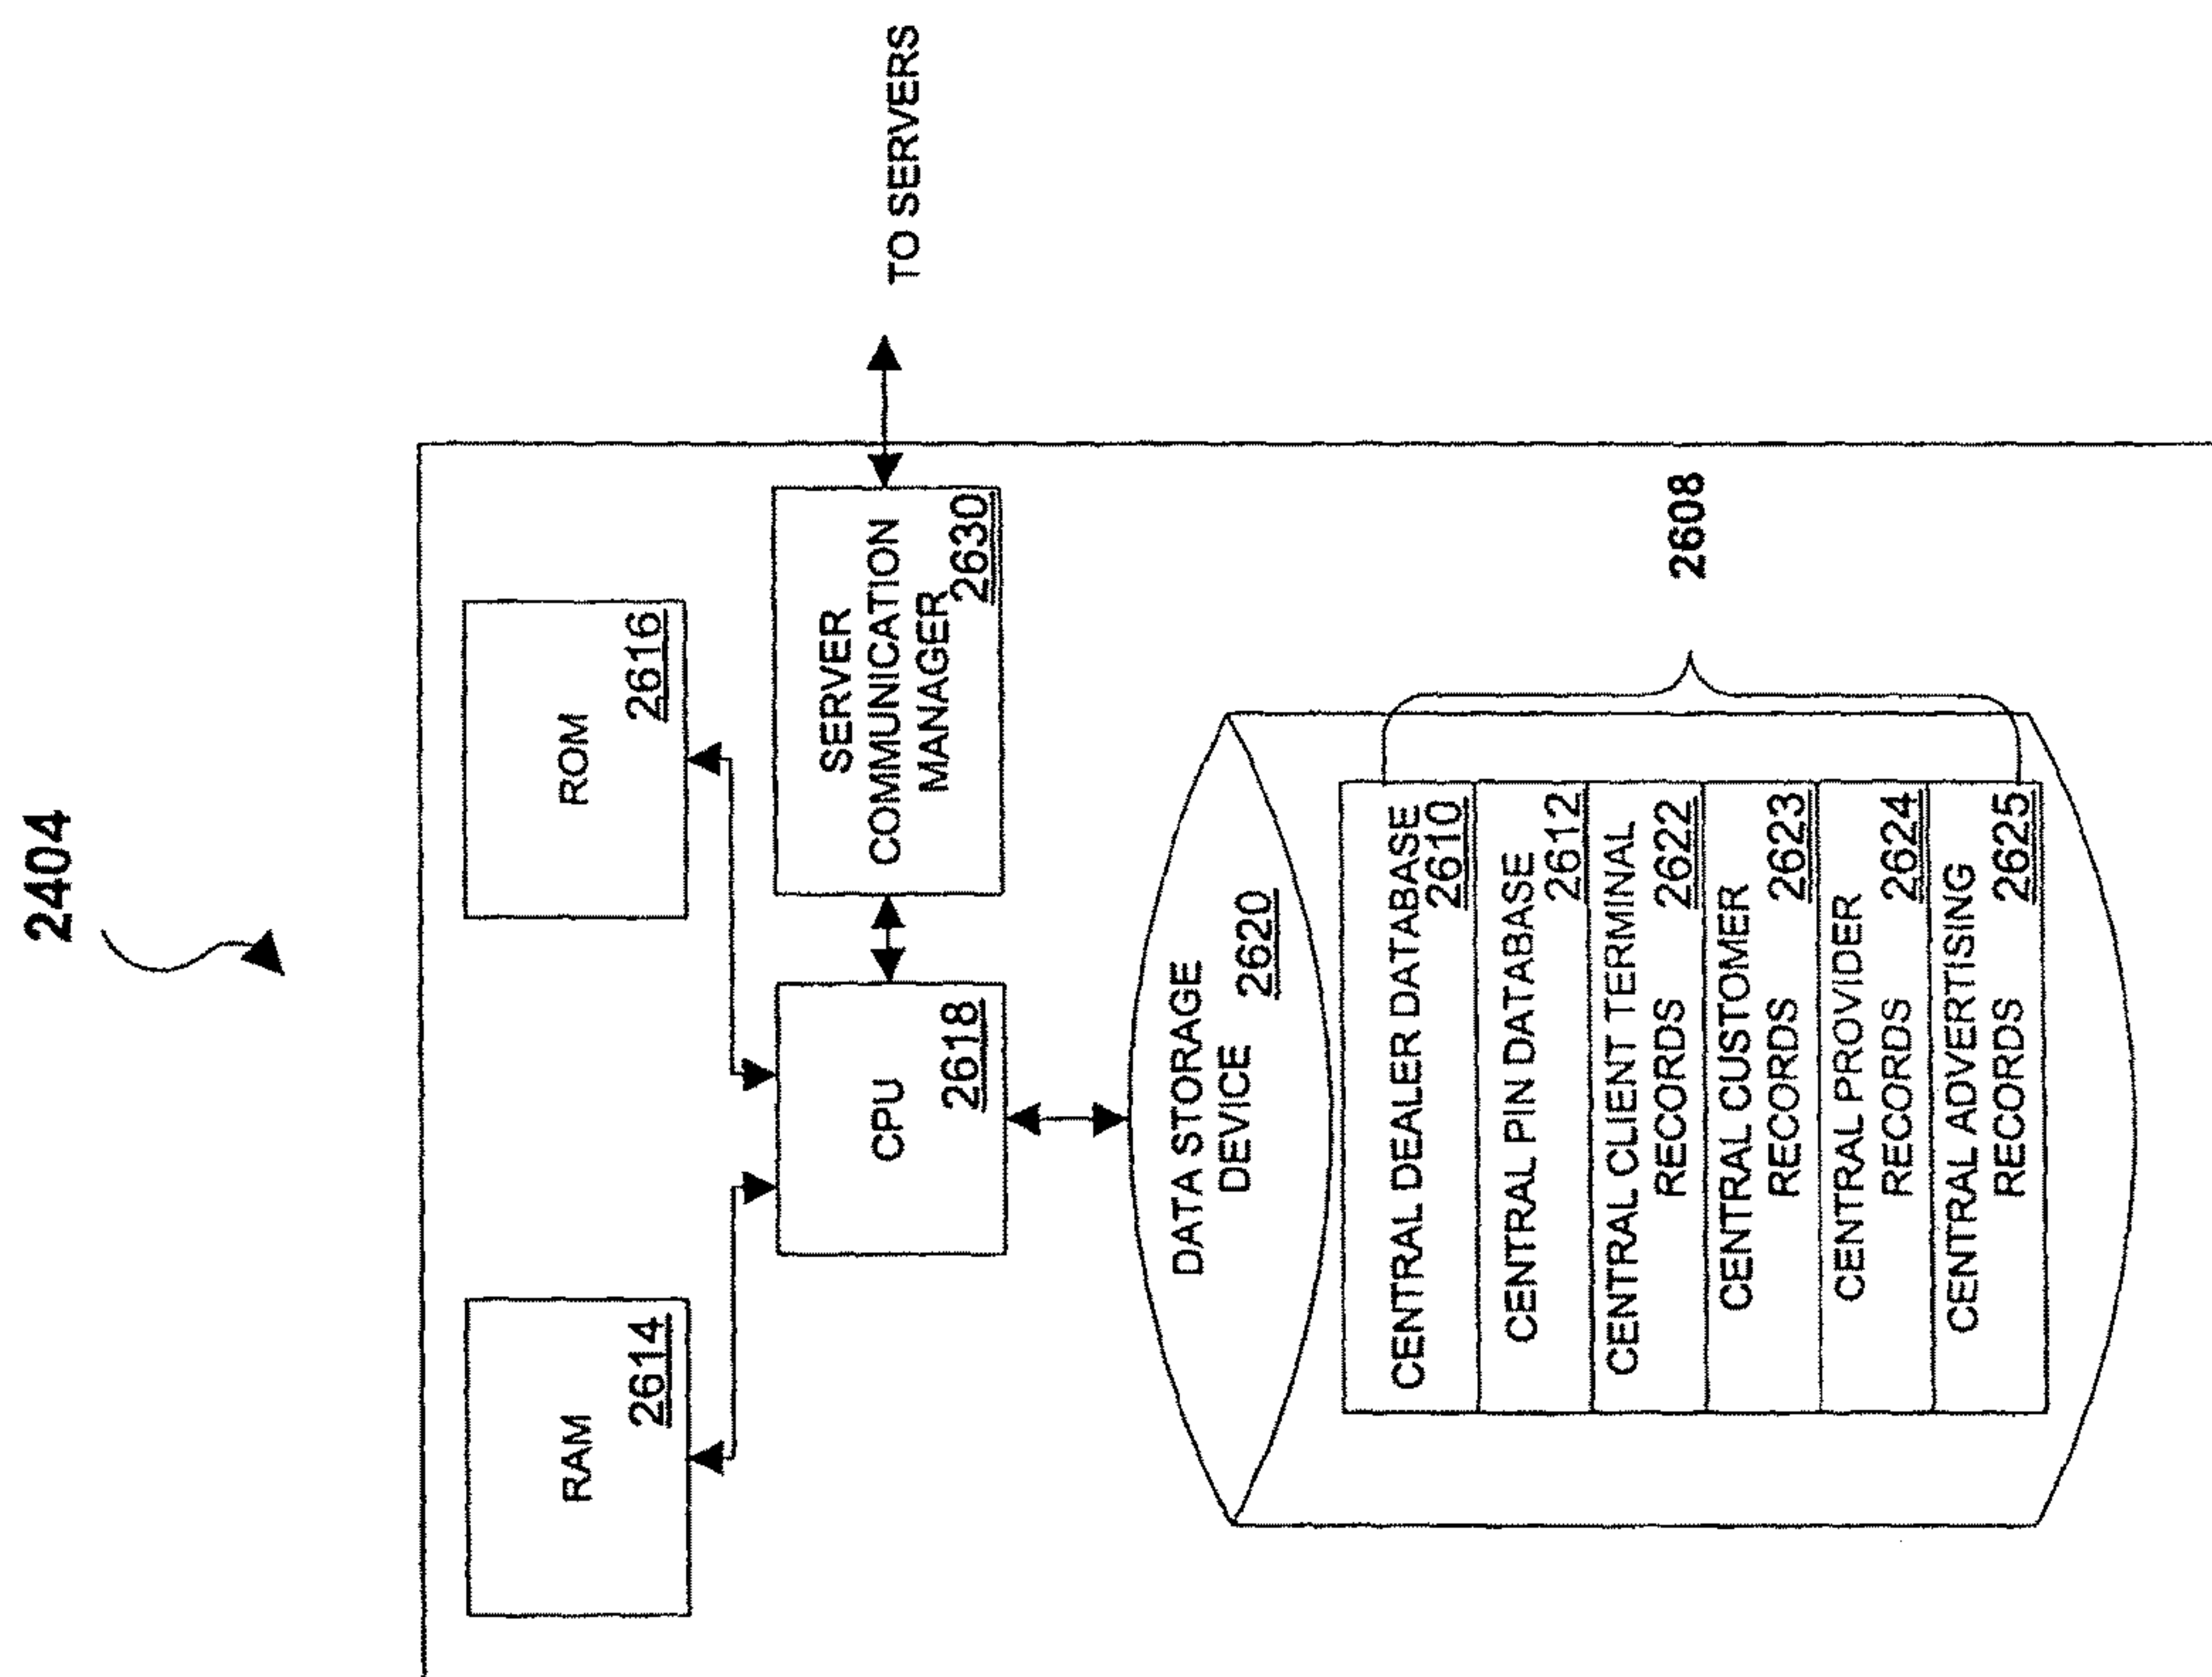 2404
RAM
2614
ROM
2616
CPU
2618
SERVER
COMMUNICATION
MANAGER
2630
TO SERVERS
DATA STORAGE
DEVICE
2620
CENTRAL DEALER DATABASE
2610
CENTRAL PIN DATABASE
2612
CENTRAL CLIENT TERMINAL
RECORDS 2622
CENTRAL CUSTOMER
RECORDS 2623
CENTRAL PROVIDER
RECORDS 2624
CENTRAL ADVERTISING
RECORDS 2625
2608